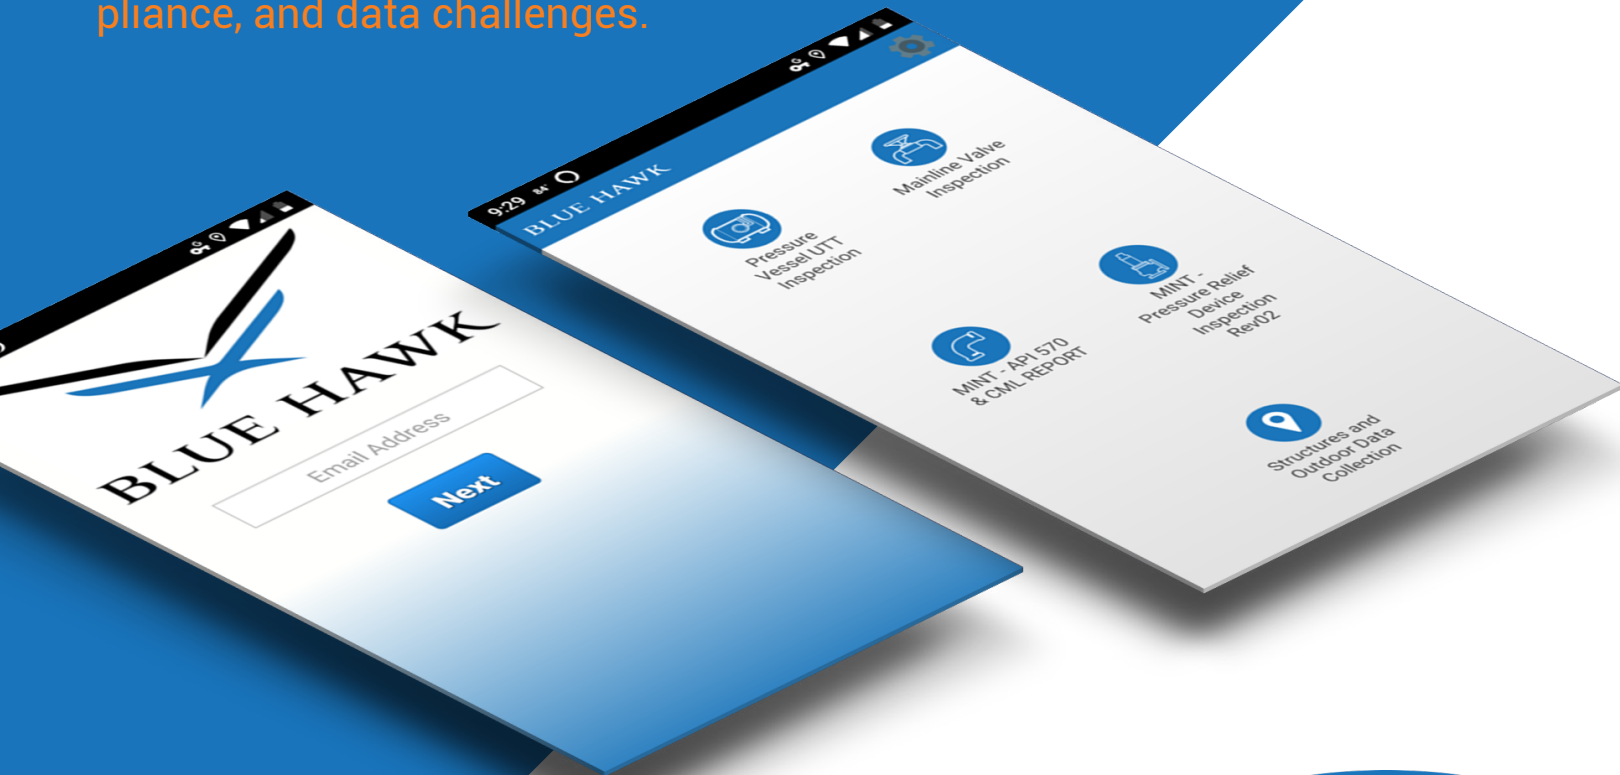 pliance, and data challenges.
9:29 84°
BLUE HAWK
Mainline Valve
Inspection
Pressure
Vessel UTT
Inspection
MINT -
Pressure Relief
Device
Inspection
Rev02
MINT - API 570
& CML REPORT
Structures and
Outdoor Data
Collection
BLUE HAWK
Email Address
Next